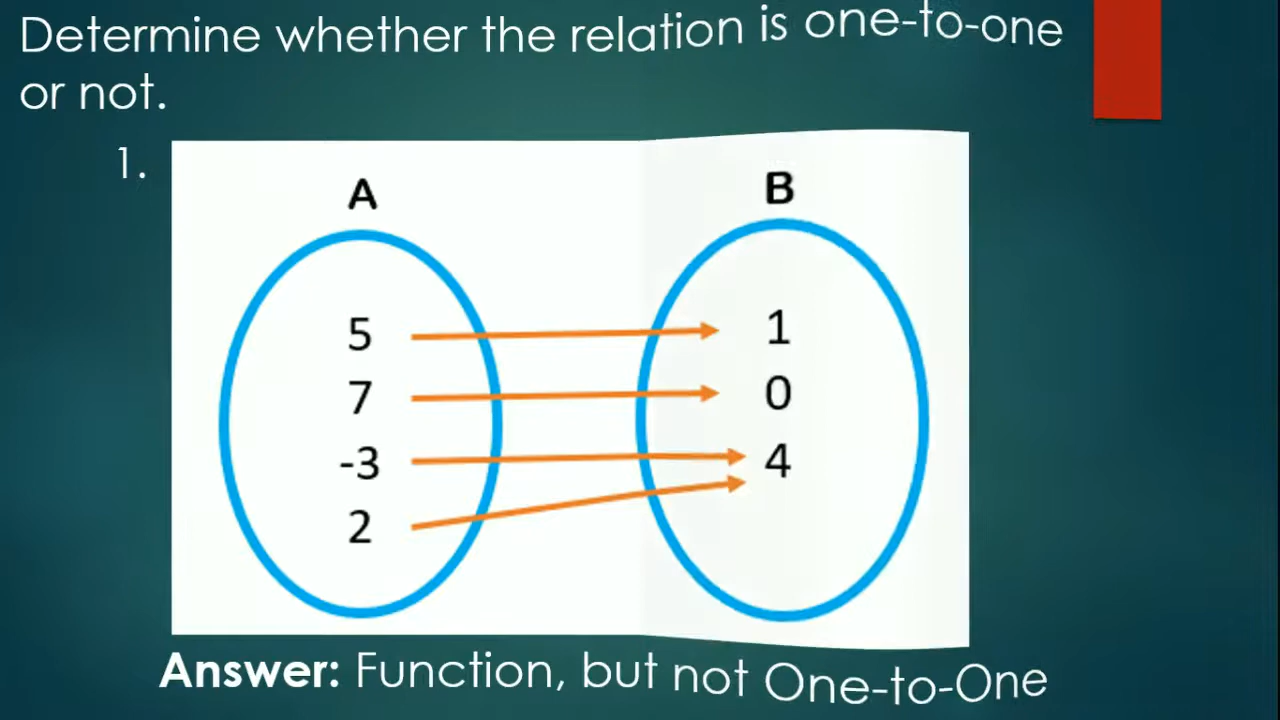 Determine whether the relation is one-to-one
or not.
1.
A B
5 1
7 0
-3 4
2
Answer: Function, but not One-to-One